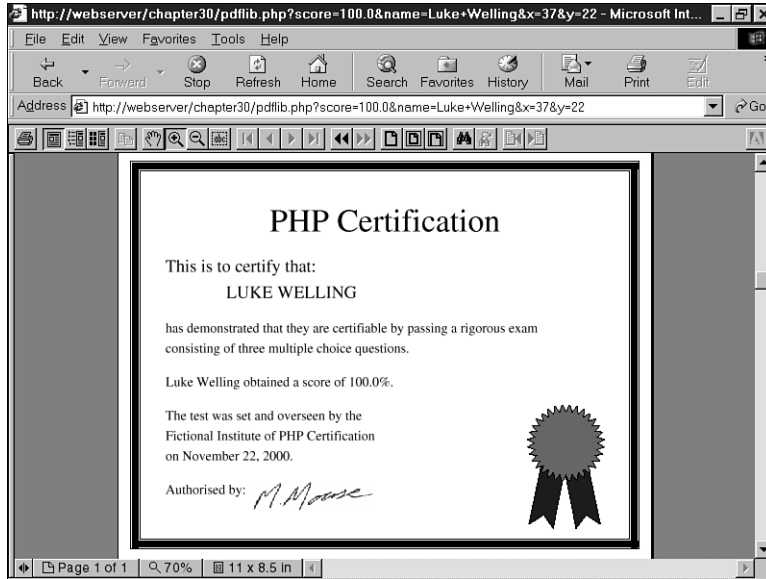 http://webserver/chapter30/pdflib.php?score=100.0&name=Luke+Welling&x=37&y=22 - Microsoft Int...
File Edit View Favorites Tools Help
Back Forward Stop Refresh Home Search Favorites History Mail Print Edit
Address http://webserver/chapter30/pdflib.php?score=100.0&name=Luke+Welling&x=37&y=22 Go
PHP Certification
This is to certify that:
LUKE WELLING
has demonstrated that they are certifiable by passing a rigorous exam
consisting of three multiple choice questions.
Luke Welling obtained a score of 100.0%.
The test was set and overseen by the
Fictional Institute of PHP Certification
on November 22, 2000.
Authorised by: M.Mouse
Page 1 of 1 70% 11 x 8.5 in